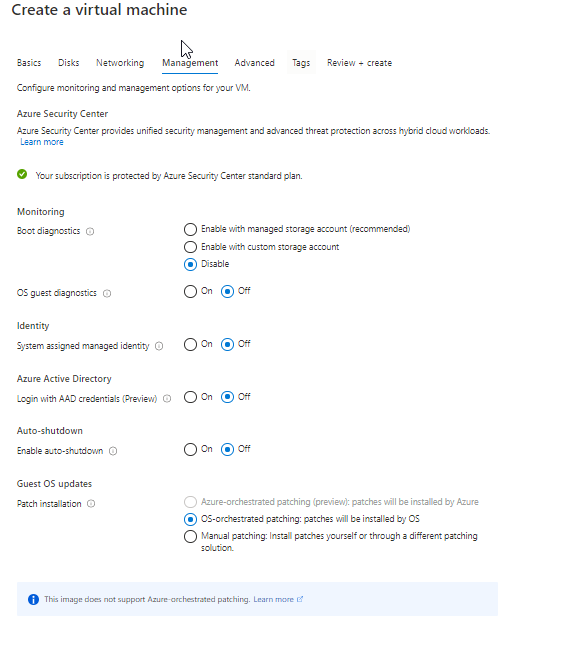 Create a virtual machine
Basics Disks Networking Management Advanced Tags Review + create
Configure monitoring and management options for your VM.
Azure Security Center
Azure Security Center provides unified security management and advanced threat protection across hybrid cloud workloads.
Learn more
Your subscription is protected by Azure Security Center standard plan.
Monitoring
Boot diagnostics
Enable with managed storage account (recommended)
Enable with custom storage account
Disable
OS guest diagnostics On Off
Identity
System assigned managed identity On Off
Azure Active Directory
Login with AAD credentials (Preview) On Off
Auto-shutdown
Enable auto-shutdown On Off
Guest OS updates
Patch installation
Azure-orchestrated patching (preview): patches will be installed by Azure
OS-orchestrated patching: patches will be installed by OS
Manual patching: Install patches yourself or through a different patching
solution.
This image does not support Azure-orchestrated patching. Learn more